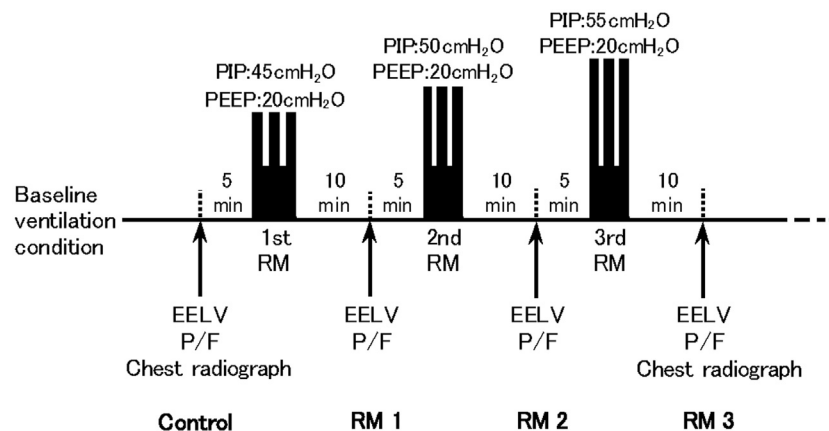 PIP:45cmH₂O
PEEP:20cmH₂O
PIP:50cmH₂O
PEEP:20cmH₂O
PIP:55cmH₂O
PEEP:20cmH₂O
Baseline
ventilation
condition
5
min
10
min
5
min
10
min
5
min
10
min
1st
RM
2nd
RM
3rd
RM
EELV
P/F
Chest radiograph
EELV
P/F
EELV
P/F
EELV
P/F
Chest radiograph
Control
RM 1
RM 2
RM 3